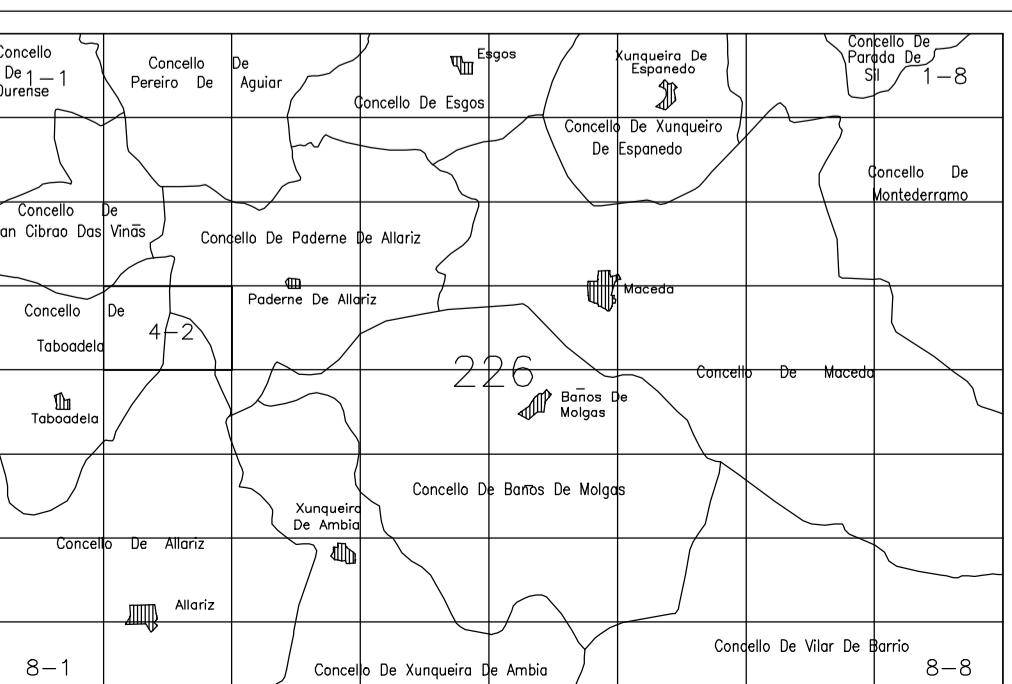 Concello
De
Ourense
1-1
Concello De
Pereiro De Aguiar
Esgos
Concello De Esgos
Xunqueira De
Espanedo
Concello De Xunqueiro
De Espanedo
Concello De
Parada De
Sil
1-8
Concello De
Montederramo
Concello De
an Cibrao Das Vinās
Concello De Paderne De Allariz
Paderne De Allariz
Maceda
Concello De
Taboadela
4-2
226
Concello De Maceda
Taboadela
Banos De
Molgas
Concello De Banos De Molgas
Xunqueira
De Ambia
Concello De Allariz
Allariz
8-1
Concello De Xunqueira De Ambia
Concello De Vilar De Barrio
8-8